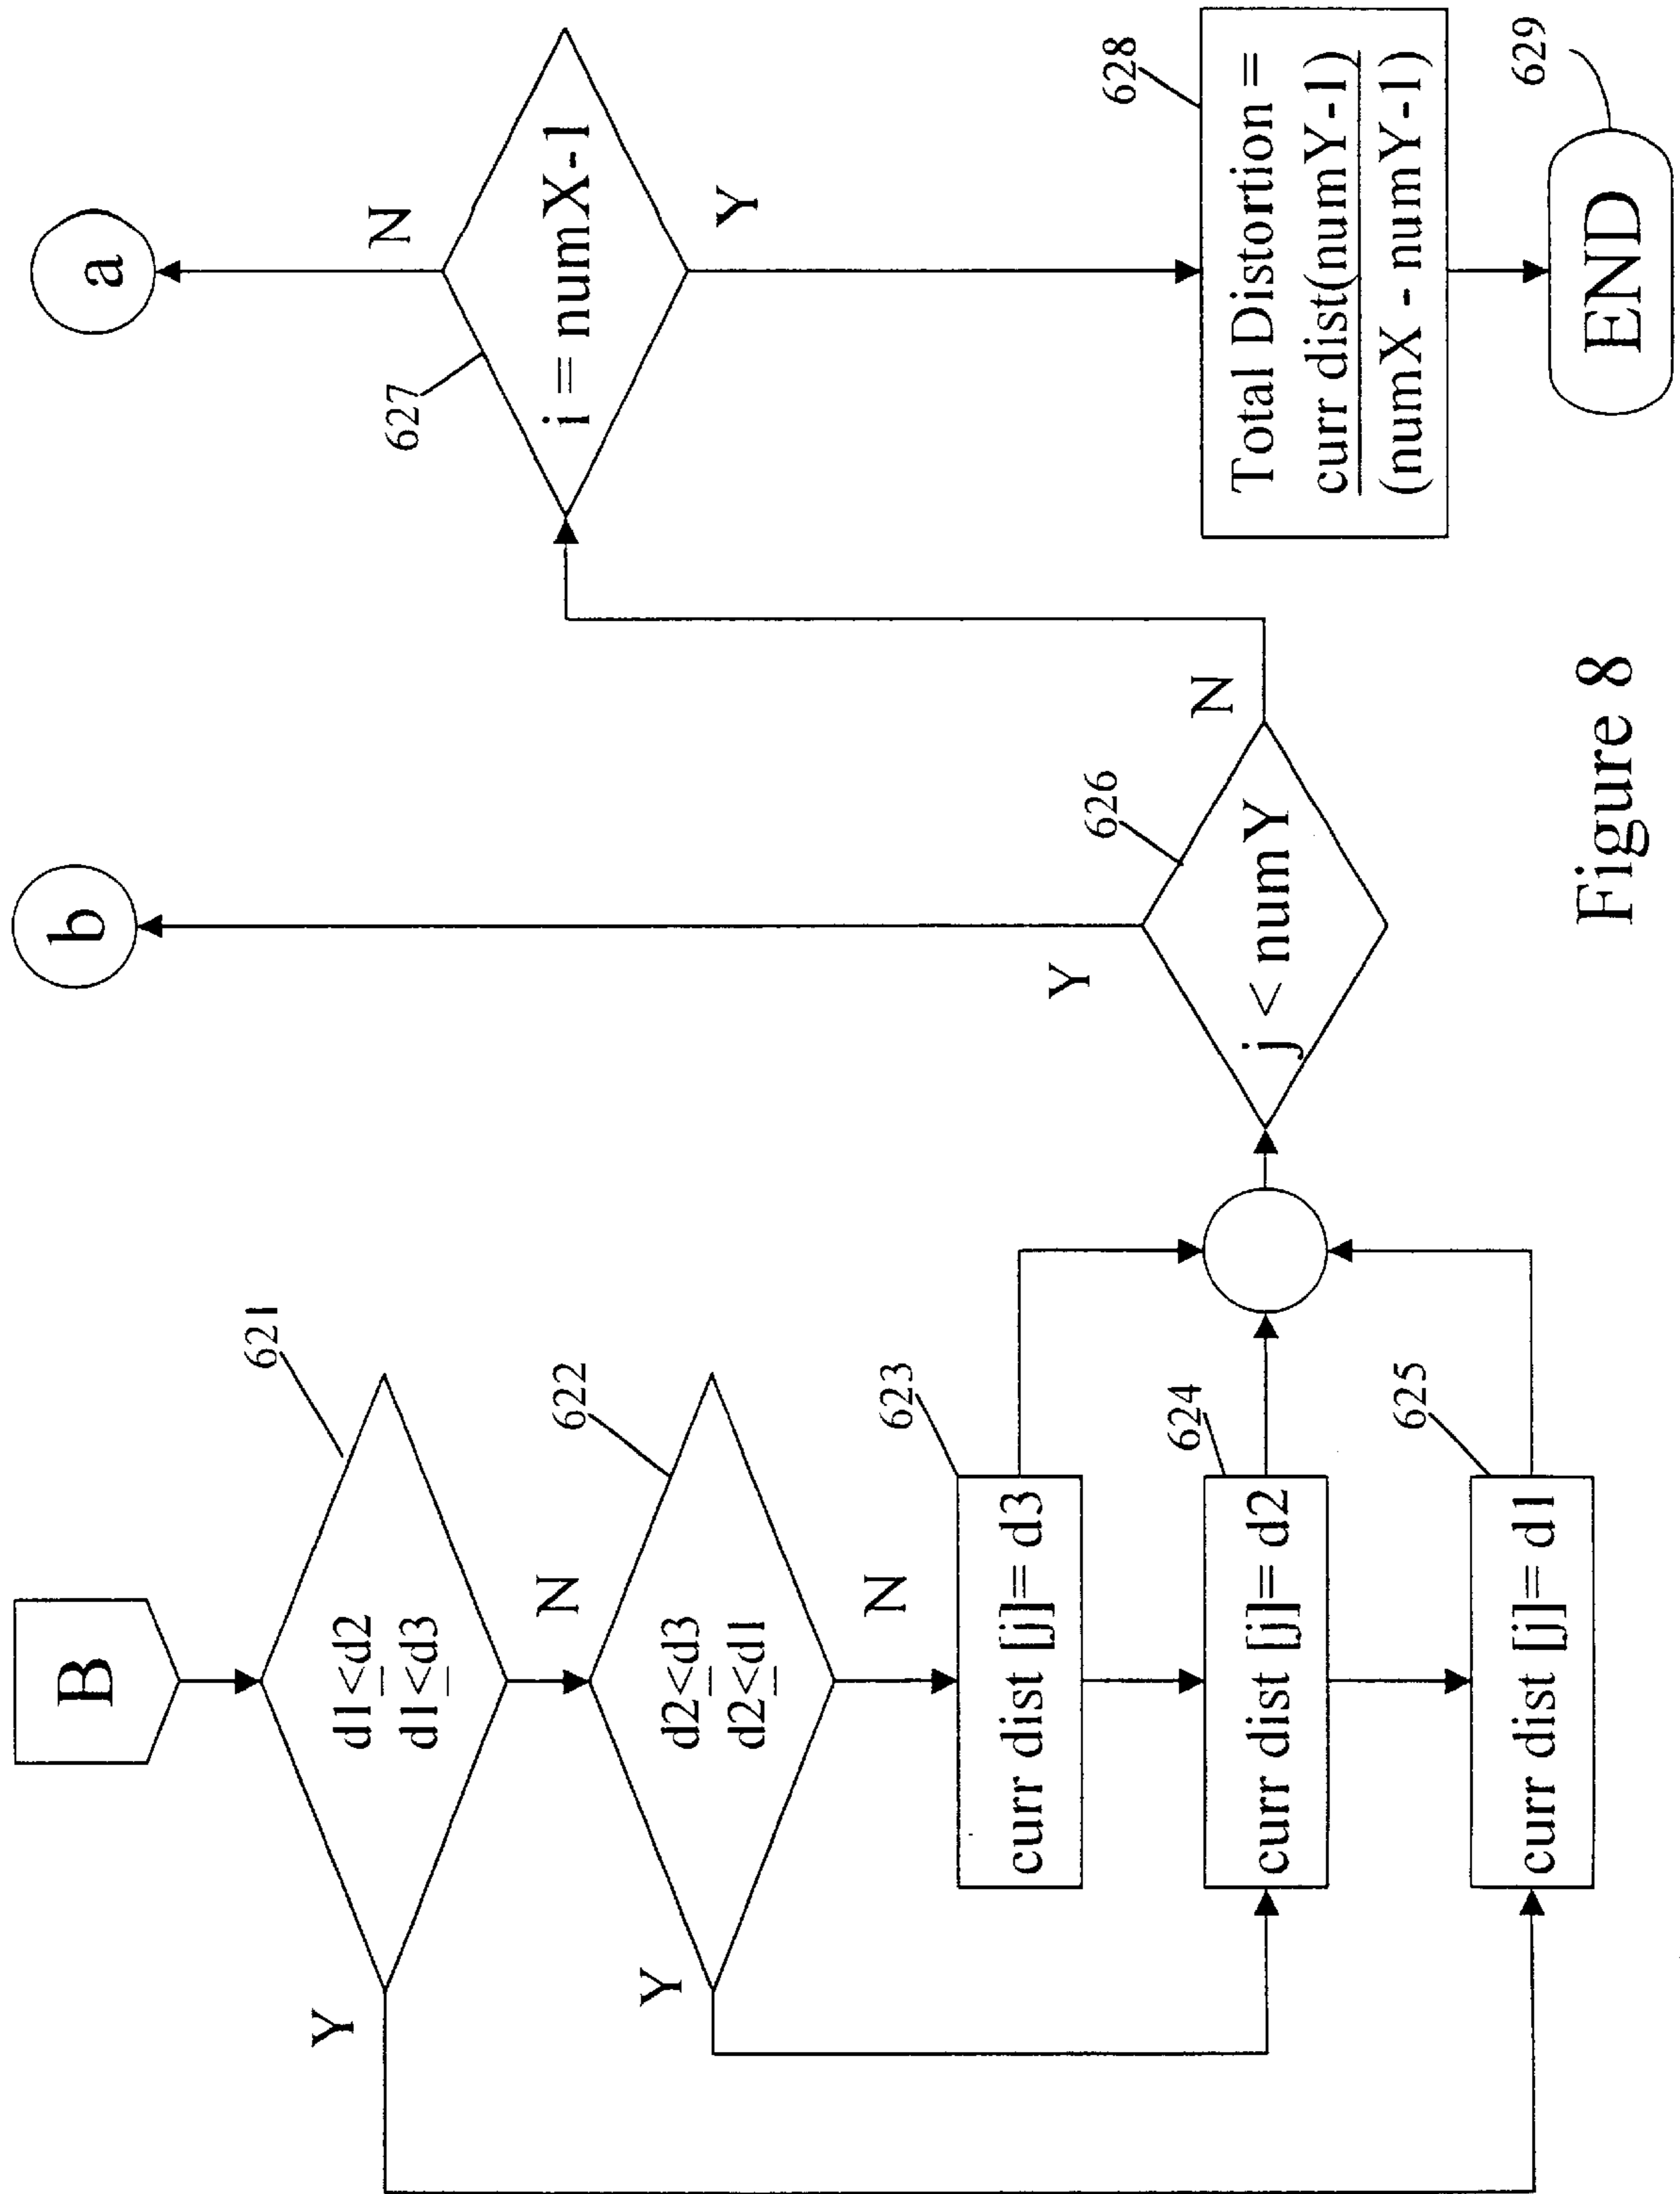 B
621
d1≤d2
d1≤d3
Y
N
622
d2≤d3
d2≤d1
Y
N
623
curr dist [j]= d3
624
curr dist [j]= d2
625
curr dist [j]= d1
b
Y
626
j < numY
N
a
N
627
i = numX-1
Y
628
Total Distortion =
curr dist(numY-1)
(numX - numY-1)
629
END
Figure 8